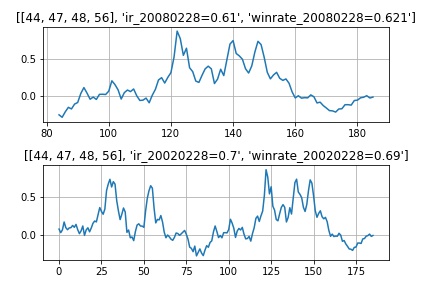 [[44, 47, 48, 56], 'ir_20080228=0.61', 'winrate_20080228=0.621']
0.5
0.0
80 100 120 140 160 180
[[44, 47, 48, 56], 'ir_20020228=0.7', 'winrate_20020228=0.69']
0.5
0.0
0 25 50 75 100 125 150 175